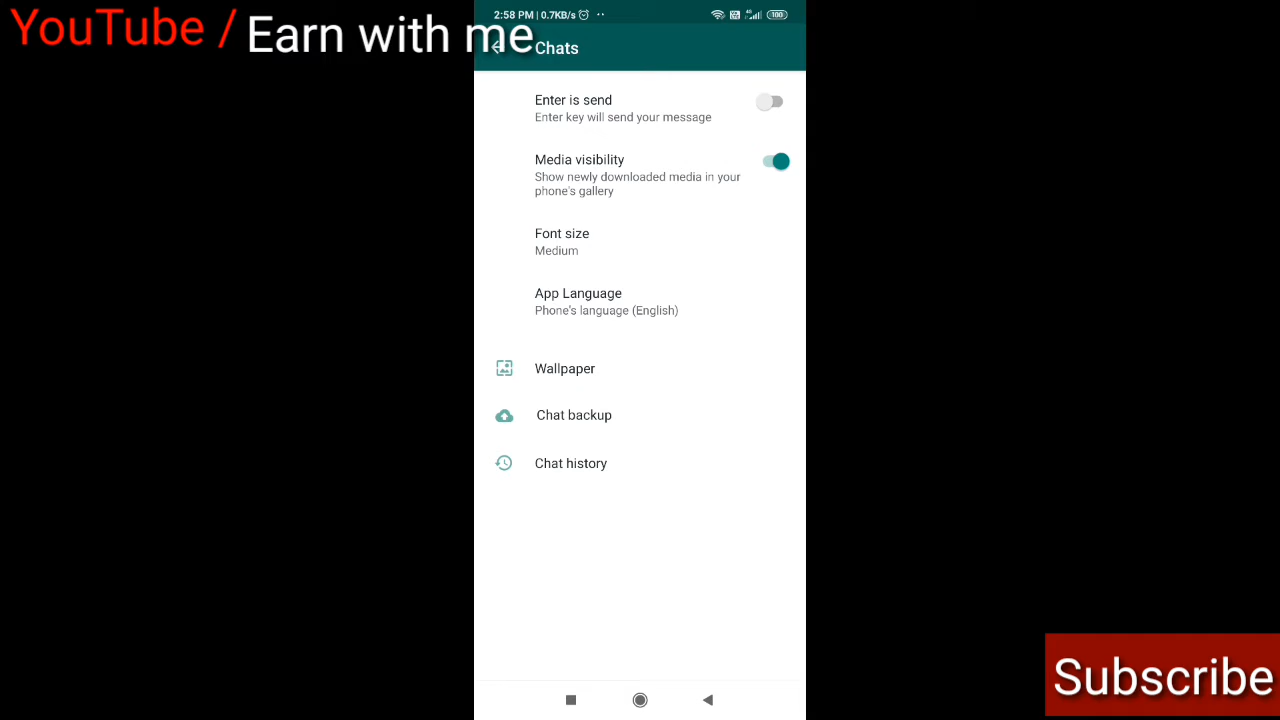 YouTube / Earn with me
2:58 PM | 0.7KB/s
4G
100
Chats
Enter is send
Enter key will send your message
Media visibility
Show newly downloaded media in your
phone's gallery
Font size
Medium
App Language
Phone's language (English)
Wallpaper
Chat backup
Chat history
Subscribe